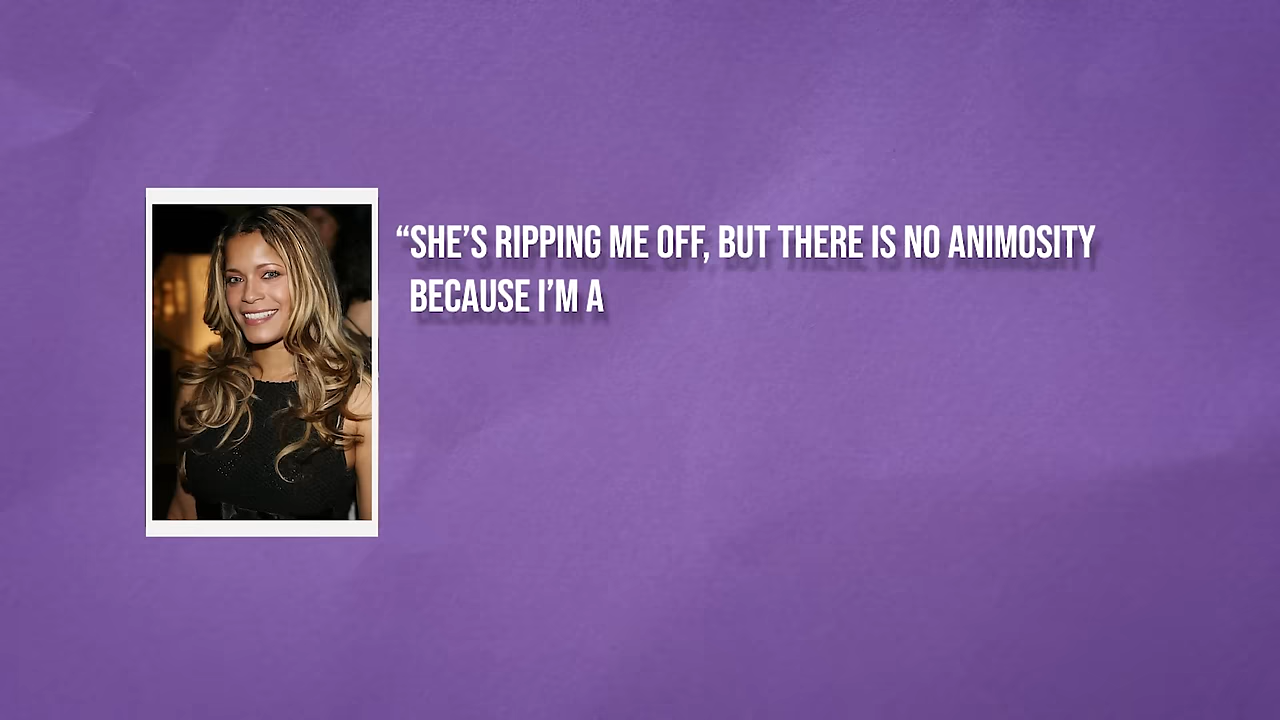 “SHE’S RIPPING ME OFF, BUT THERE IS NO ANIMOSITY
BECAUSE I’M A